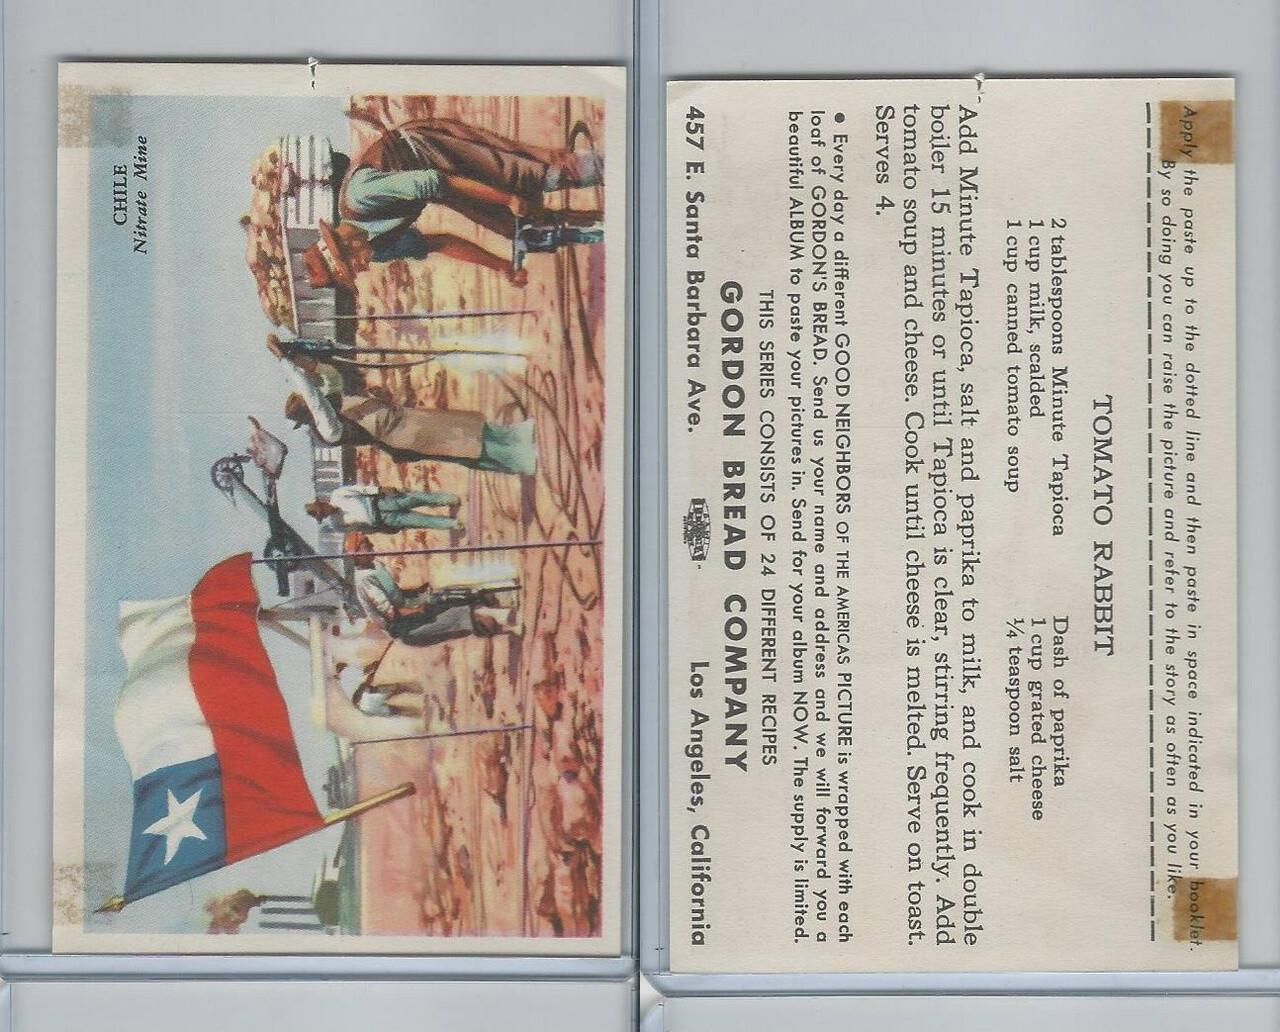 Nitrate Mine
CHILE
Apply the paste up to the dotted line and then paste in space indicated in your booklet.
By so doing you can raise the picture and refer to the story as often as you like.
TOMATO RABBIT
2 tablespoons Minute Tapioca
1 cup milk, scalded
1 cup canned tomato soup
Dash of paprika
1 cup grated cheese
¼ teaspoon salt
Add Minute Tapioca, salt and paprika to milk, and cook in double
boiler 15 minutes or until Tapioca is clear, stirring frequently. Add
tomato soup and cheese. Cook until cheese is melted. Serve on toast.
Serves 4.
● Every day a different GOOD NEIGHBORS OF THE AMERICAS PICTURE is wrapped with each
loaf of GORDON'S BREAD. Send us your name and address and we will forward you a
beautiful ALBUM to paste your pictures in. Send for your album NOW. The supply is limited.
THIS SERIES CONSISTS OF 24 DIFFERENT RECIPES
GORDON BREAD COMPANY
457 E. Santa Barbara Ave. Los Angeles, California